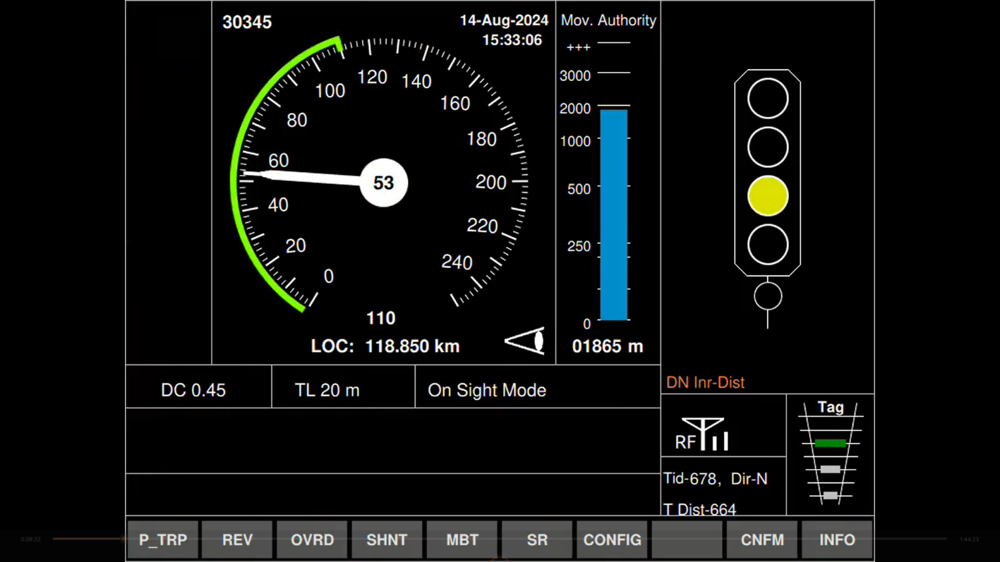 30345
14-Aug-2024
15:33:06
0
20
40
60
80
100
120
140
160
180
200
220
240
53
110
LOC: 118.850 km
Mov. Authority
+++
3000
2000
1000
500
250
0
01865 m
DN Inr-Dist
DC 0.45
TL 20 m
On Sight Mode
RF
Tag
Tid-678, Dir-N
T Dist-664
P_TRP
REV
OVRD
SHNT
MBT
SR
CONFIG
CNFM
INFO
0:08:32
1:44:23